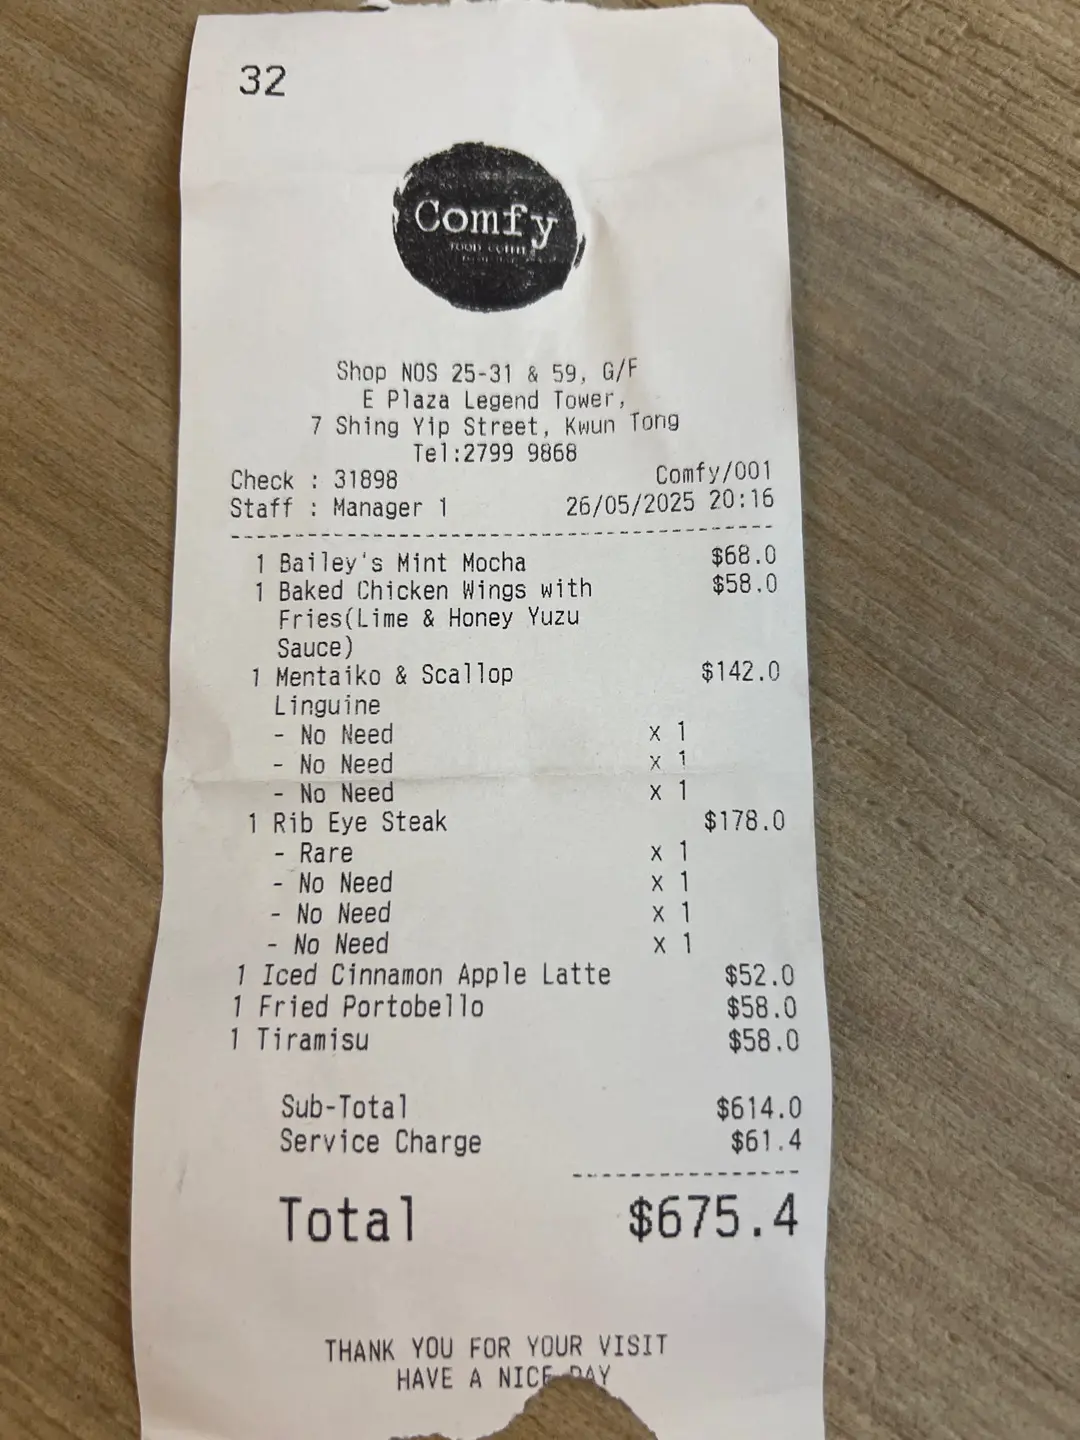 32
Comfy
FOOD COFFEE
Shop NOS 25-31 & 59, G/F
E Plaza Legend Tower,
7 Shing Yip Street, Kwun Tong
Tel:2799 9868
Check : 31898 Comfy/001
Staff : Manager 1 26/05/2025 20:16
1 Bailey's Mint Mocha $68.0
1 Baked Chicken Wings with $58.0
Fries(Lime & Honey Yuzu
Sauce)
1 Mentaiko & Scallop $142.0
Linguine
- No Need x 1
- No Need x 1
- No Need x 1
1 Rib Eye Steak $178.0
- Rare x 1
- No Need x 1
- No Need x 1
- No Need x 1
1 Iced Cinnamon Apple Latte $52.0
1 Fried Portobello $58.0
1 Tiramisu $58.0
Sub-Total $614.0
Service Charge $61.4
Total $675.4
THANK YOU FOR YOUR VISIT
HAVE A NICE DAY